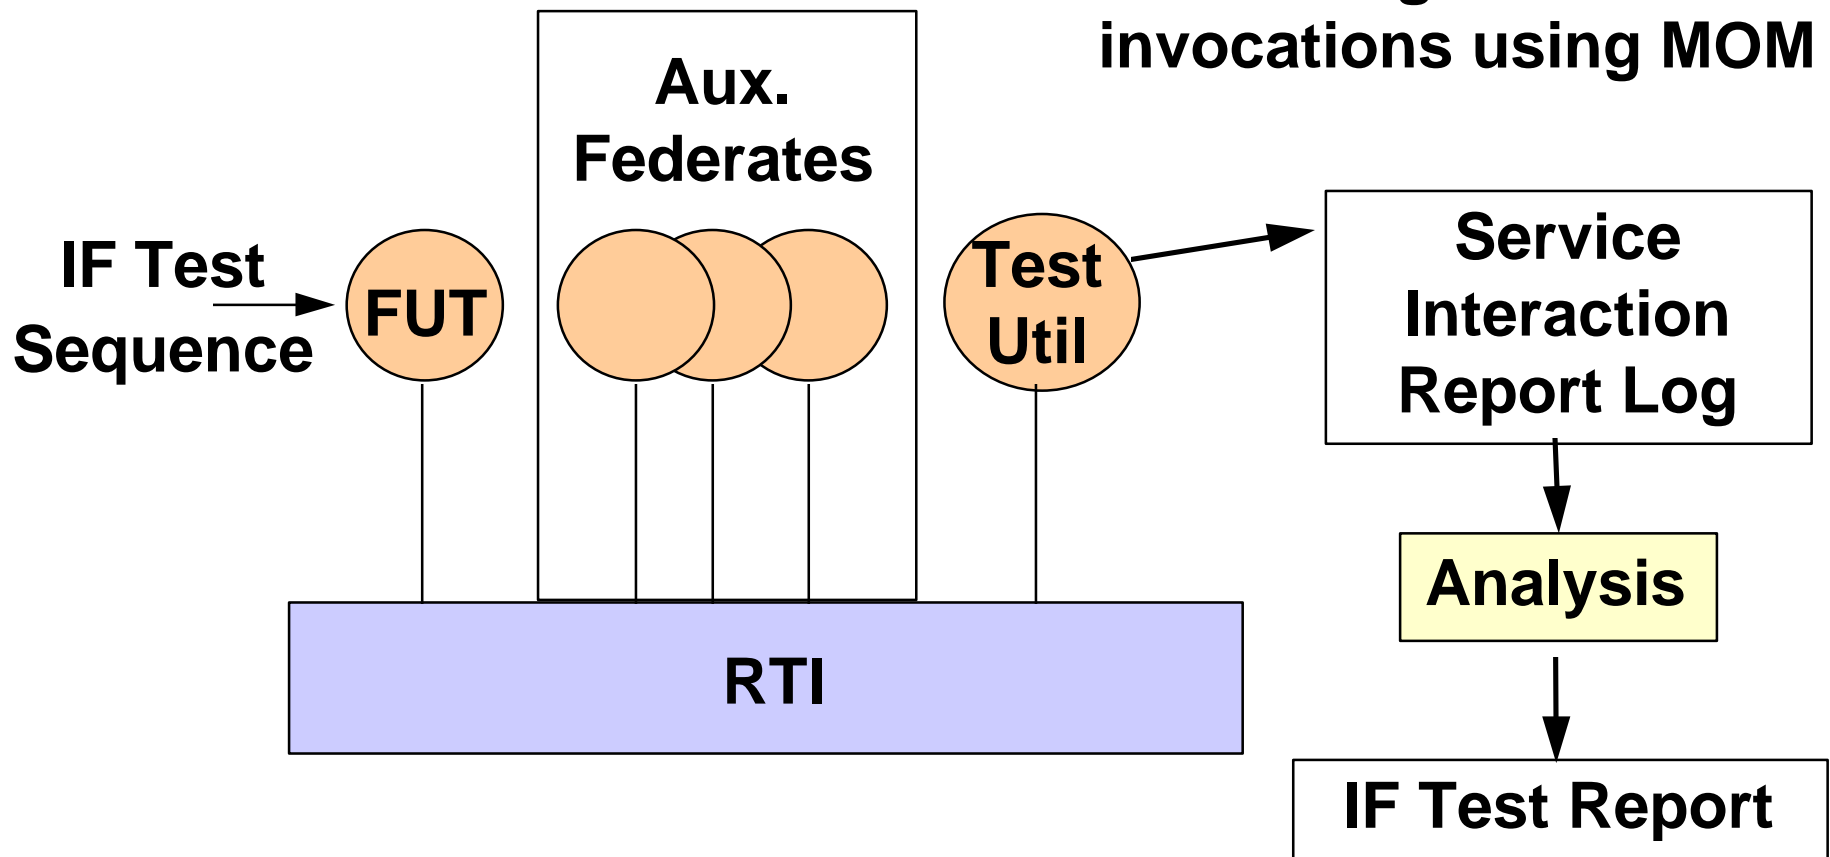 invocations using MOM
Aux.
Federates
IF Test
Sequence
FUT
Test
Util
Service
Interaction
Report Log
Analysis
RTI
IF Test Report